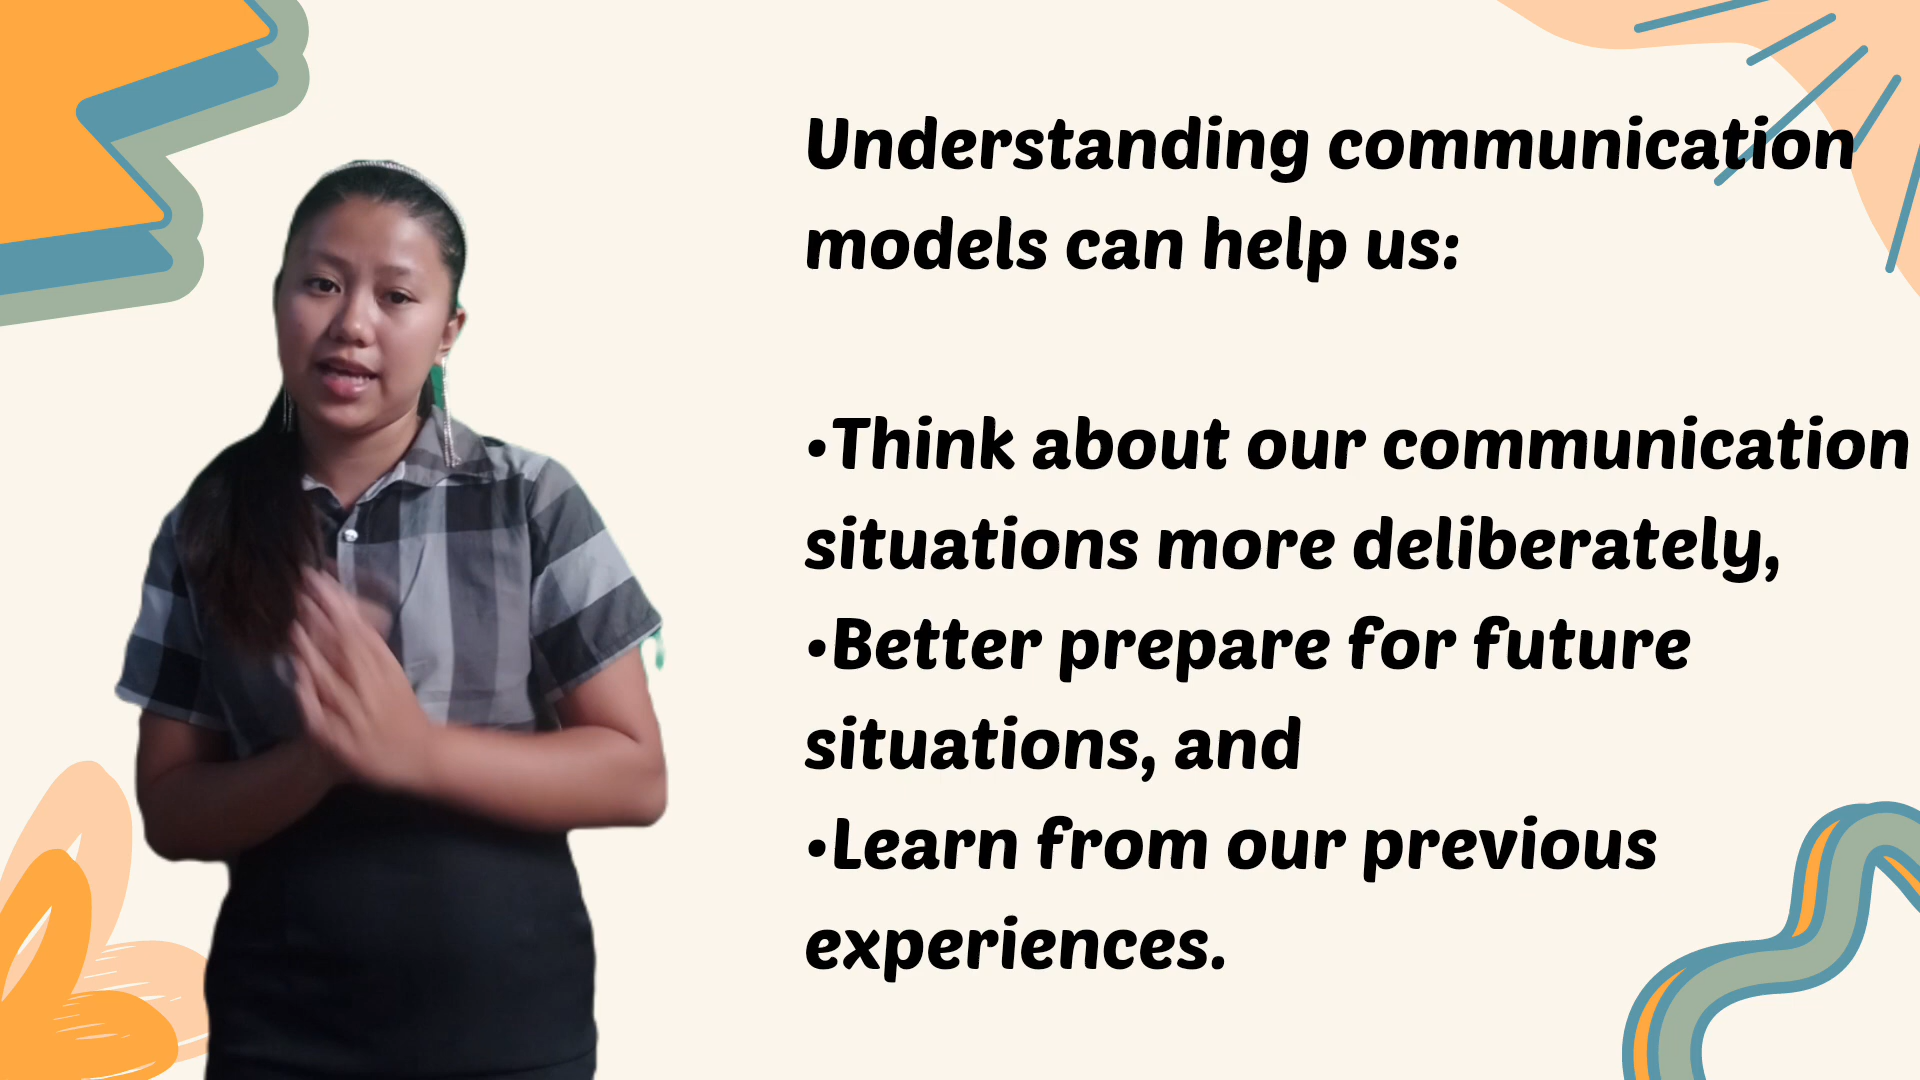 Understanding communication
models can help us:
•Think about our communication
situations more deliberately,
•Better prepare for future
situations, and
•Learn from our previous
experiences.